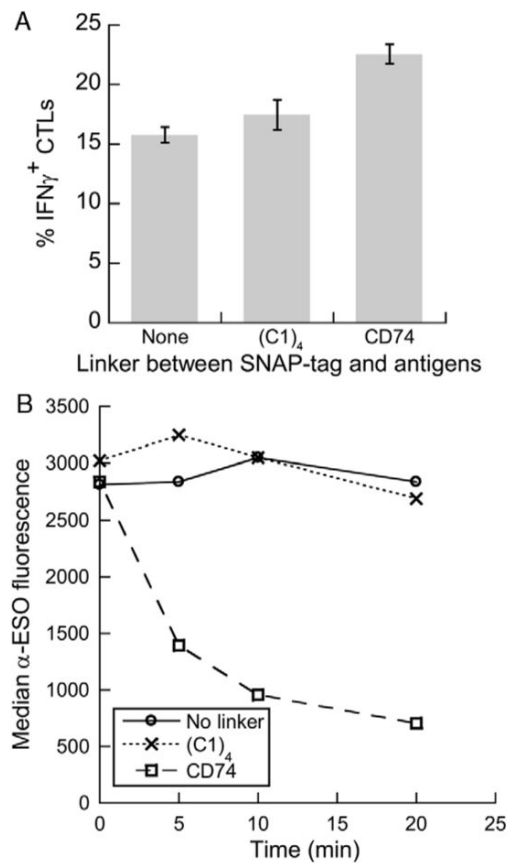 A
25
20
15
10
5
0
% IFNγ+ CTLs
None (C1)4 CD74
Linker between SNAP-tag and antigens
B
3500
3000
2500
2000
1500
1000
500
0
Median α-ESO fluorescence
No linker
(C1)4
CD74
0 5 10 15 20 25
Time (min)